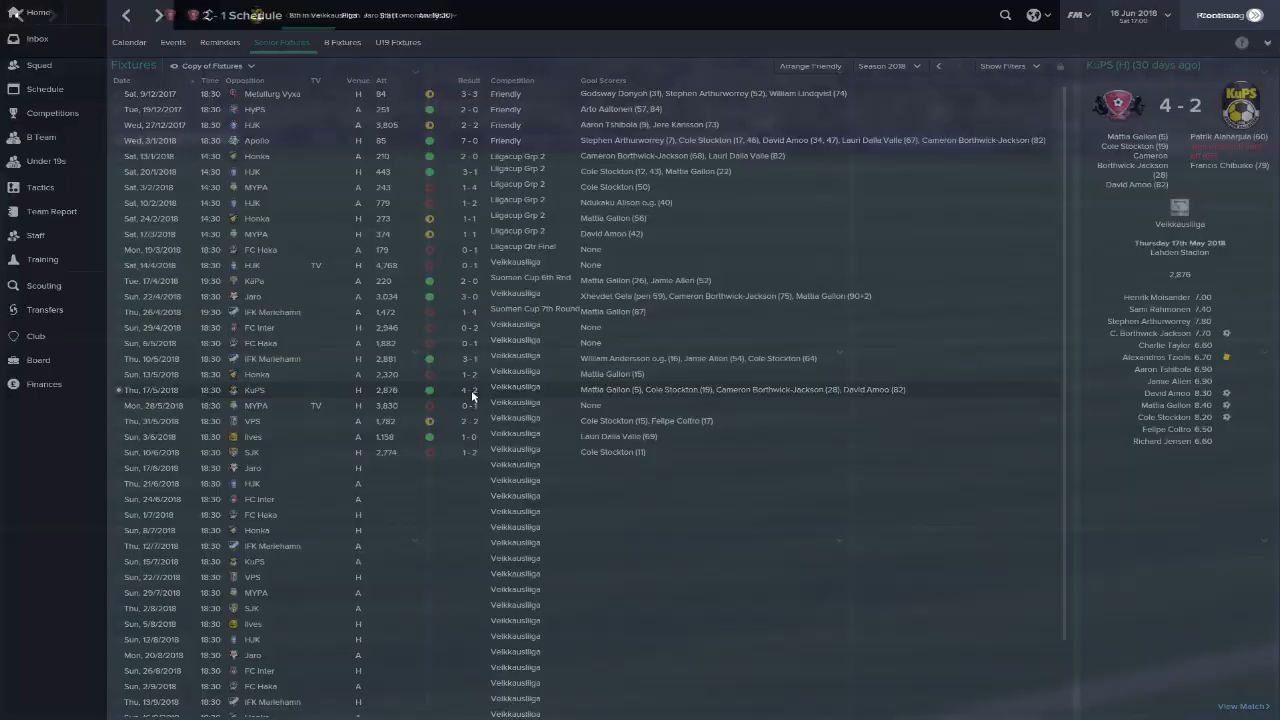 Home
2 - 1 Schedule
16 Jun 2018
Sat 17:00
FM
Inbox
Squad
Schedule
Competitions
B Team
Under 19s
Tactics
Team Report
Staff
Training
Scouting
Transfers
Club
Board
Finances
Calendar Events Reminders Senior Fixtures B Fixtures U19 Fixtures
Fixtures Copy of Fixtures Arrange Friendly Season 2018 Show Filters
Date Time Opposition TV Venue Att Result Competition Goal Scorers
Sat, 9/12/2017 18:30 Metallurg Vyxa H 84 3 - 3 Friendly Godsway Donyoh (31), Stephen Arthurworrey (52), William Lindqvist (74)
Tue, 19/12/2017 18:30 HyPS A 251 2 - 0 Friendly Arto Aaltonen (57, 84)
Wed, 27/12/2017 18:30 HJK A 3,805 2 - 2 Friendly Aaron Tshibola (9), Jere Karisson (73)
Wed, 3/1/2018 18:30 Apollo H 85 7 - 0 Friendly Stephen Arthurworrey (7), Cole Stockton (17, 46), David Amoo (34, 47), Lauri Dalla Valle (67), Cameron Borthwick-Jackson (82)
Sat, 13/1/2018 14:30 Honka A 210 2 - 0 Liigacup Grp 2 Cameron Borthwick-Jackson (68), Lauri Dalla Valle (82)
Sat, 20/1/2018 14:30 HJK H 443 3 - 1 Liigacup Grp 2 Cole Stockton (12, 43), Mattia Gallon (22)
Sat, 3/2/2018 14:30 MYPA A 243 1 - 4 Liigacup Grp 2 Cole Stockton (50)
Sat, 10/2/2018 14:30 HJK A 779 1 - 2 Liigacup Grp 2 Ndukaku Alison o.g. (40)
Sat, 24/2/2018 14:30 Honka H 273 1 - 1 Liigacup Grp 2 Mattia Gallon (56)
Sat, 17/3/2018 14:30 MYPA H 374 1 - 1 Liigacup Grp 2 David Amoo (42)
Mon, 19/3/2018 18:30 FC Haka A 179 0 - 1 Liigacup Qtr Final None
Sat, 14/4/2018 18:30 HJK TV H 4,768 0 - 1 Veikkausliiga None
Tue, 17/4/2018 19:30 KäPa A 220 2 - 0 Suomen Cup 6th Rnd Mattia Gallon (26), Jamie Allen (52)
Sun, 22/4/2018 18:30 Jaro A 3,034 3 - 0 Veikkausliiga Xhevdet Gela (pen 59), Cameron Borthwick-Jackson (75), Mattia Gallon (90+2)
Thu, 26/4/2018 19:30 IFK Mariehamn A 1,472 1 - 4 Suomen Cup 7th Round Mattia Gallon (87)
Sun, 29/4/2018 18:30 FC Inter H 2,946 0 - 2 Veikkausliiga None
Sun, 6/5/2018 18:30 FC Haka A 1,882 0 - 1 Veikkausliiga None
Thu, 10/5/2018 18:30 IFK Mariehamn H 2,881 3 - 1 Veikkausliiga William Andersson o.g. (16), Jamie Allen (54), Cole Stockton (64)
Sun, 13/5/2018 18:30 Honka A 2,320 1 - 2 Veikkausliiga Mattia Gallon (15)
Thu, 17/5/2018 18:30 KuPS H 2,876 4 - 2 Veikkausliiga Mattia Gallon (5), Cole Stockton (19), Cameron Borthwick-Jackson (28), David Amoo (82)
Mon, 28/5/2018 18:30 MYPA TV H 3,830 0 - 1 Veikkausliiga None
Thu, 31/5/2018 18:30 VPS A 1,782 2 - 2 Veikkausliiga Cole Stockton (15), Felipe Coltro (17)
Sun, 3/6/2018 18:30 Ilves A 1,158 1 - 0 Veikkausliiga Lauri Dalla Valle (69)
Sun, 10/6/2018 18:30 SJK H 2,774 1 - 2 Veikkausliiga Cole Stockton (11)
Sun, 17/6/2018 18:30 Jaro H Veikkausliiga
Thu, 21/6/2018 18:30 HJK A Veikkausliiga
Sun, 24/6/2018 18:30 FC Inter A Veikkausliiga
Sun, 1/7/2018 18:30 FC Haka H Veikkausliiga
Sun, 8/7/2018 18:30 Honka H Veikkausliiga
Thu, 12/7/2018 18:30 IFK Mariehamn A Veikkausliiga
Sun, 15/7/2018 18:30 KuPS A Veikkausliiga
Sun, 22/7/2018 18:30 VPS H Veikkausliiga
Sun, 29/7/2018 18:30 MYPA A Veikkausliiga
Thu, 2/8/2018 18:30 SJK A Veikkausliiga
Sun, 5/8/2018 18:30 Ilves H Veikkausliiga
Sun, 12/8/2018 18:30 HJK H Veikkausliiga
Mon, 20/8/2018 18:30 Jaro A Veikkausliiga
Sun, 26/8/2018 18:30 FC Inter H Veikkausliiga
Sun, 2/9/2018 18:30 FC Haka A Veikkausliiga
Thu, 13/9/2018 18:30 IFK Mariehamn H Veikkausliiga
Veikkausliiga
KuPS (H) (30 days ago)
4 - 2
KuPS
Mattia Gallon (5)
Cole Stockton (19)
Cameron
Borthwick-Jackson
(28)
David Amoo (82)
Patrik Alaharjula (60)
Francis Chibuike (79)
Veikkausliiga
Thursday 17th May 2018
Lahden Stadion
2,876
Henrik Moisander 7.00
Sami Rähmönen 7.40
Stephen Arthurworrey 7.80
C. Borthwick-Jackson 7.70
Charlie Taylor 6.60
Alexandros Tziolis 6.70
Aaron Tshibola 6.90
Jamie Allen 6.90
David Amoo 8.30
Mattia Gallon 8.40
Cole Stockton 8.20
Felipe Coltro 6.50
Richard Jensen 6.60
View Match >